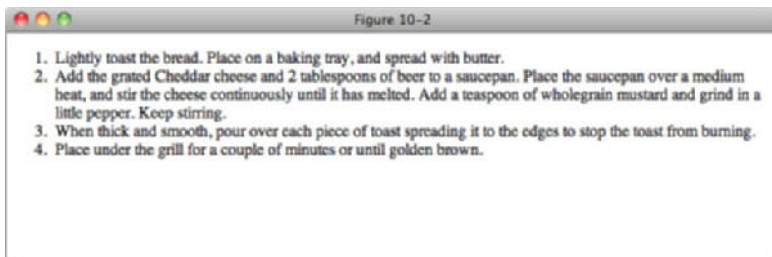 Figure 10-2
1. Lightly toast the bread. Place on a baking tray, and spread with butter.
2. Add the grated Cheddar cheese and 2 tablespoons of beer to a saucepan. Place the saucepan over a medium
heat, and stir the cheese continuously until it has melted. Add a teaspoon of wholegrain mustard and grind in a
little pepper. Keep stirring.
3. When thick and smooth, pour over each piece of toast spreading it to the edges to stop the toast from burning.
4. Place under the grill for a couple of minutes or until golden brown.